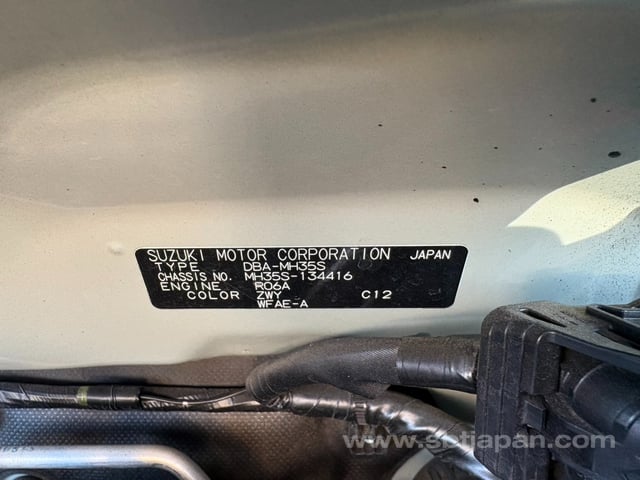 SUZUKI MOTOR CORPORATION JAPAN
TYPE DBA-MH35S
CHASSIS NO. MH35S-134416
ENGINE R06A
COLOR ZWY C12
WFAE-A
www.sbtjapan.com